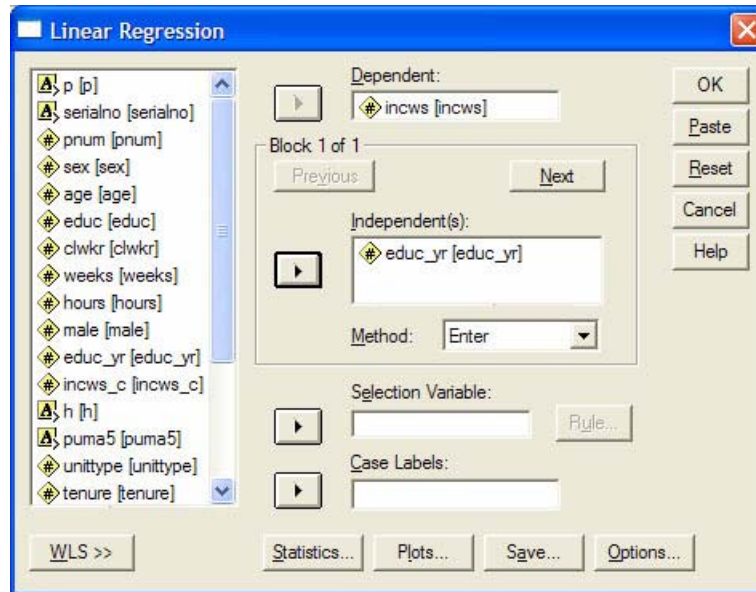 Linear Regression
p [p]
serialno [serialno]
pnum [pnum]
sex [sex]
age [age]
educ [educ]
clwkr [clwkr]
weeks [weeks]
hours [hours]
male [male]
educ_yr [educ_yr]
incws_c [incws_c]
h [h]
puma5 [puma5]
unittype [unittype]
tenure [tenure]
WLS >>
Dependent:
incws [incws]
Block 1 of 1
Previous
Next
Independent(s):
educ_yr [educ_yr]
Method:
Enter
Selection Variable:
Rule...
Case Labels:
Statistics...
Plots...
Save...
Options...
OK
Paste
Reset
Cancel
Help